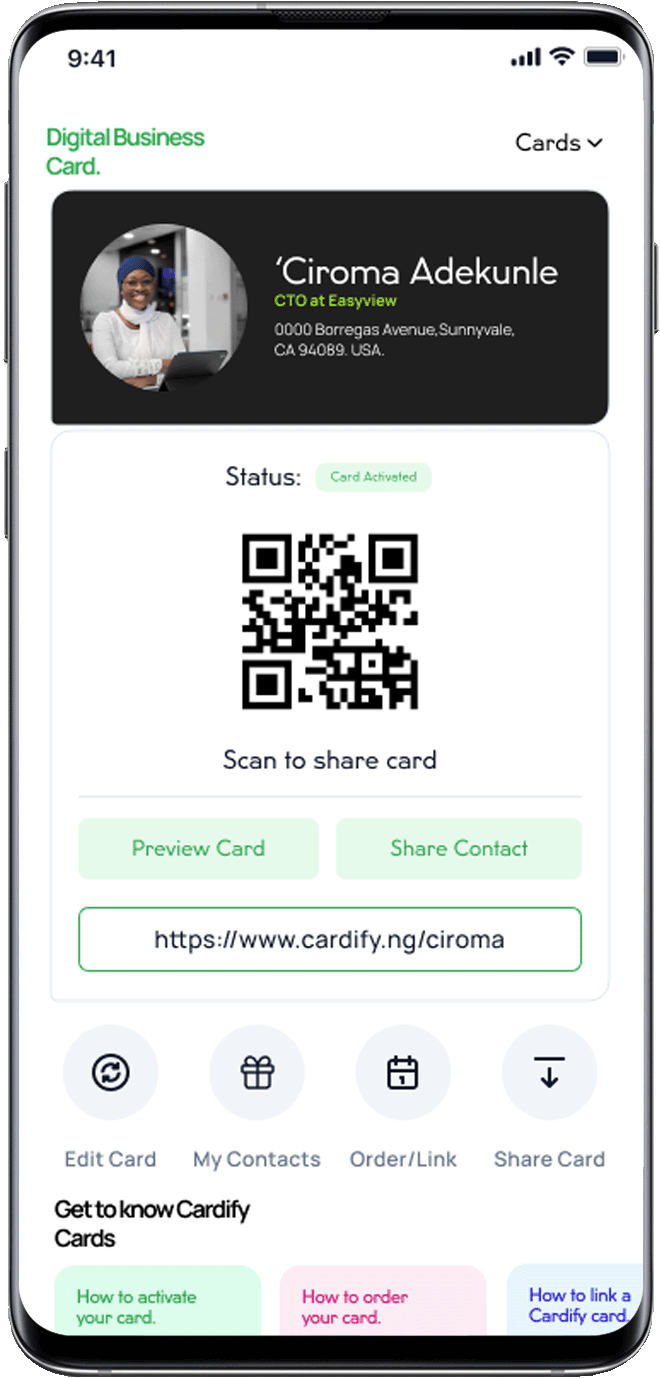 9:41
Digital Business
Card.
Cards
‘Ciroma Adekunle
CTO at Easyview
0000 Borregas Avenue,Sunnyvale,
CA 94089. USA.
Status: Card Activated
Scan to share card
Preview Card
Share Contact
https://www.cardify.ng/ciroma
Edit Card
My Contacts
Order/Link
Share Card
Get to know Cardify
Cards
How to activate
your card.
How to order
your card.
How to link a
Cardify card.